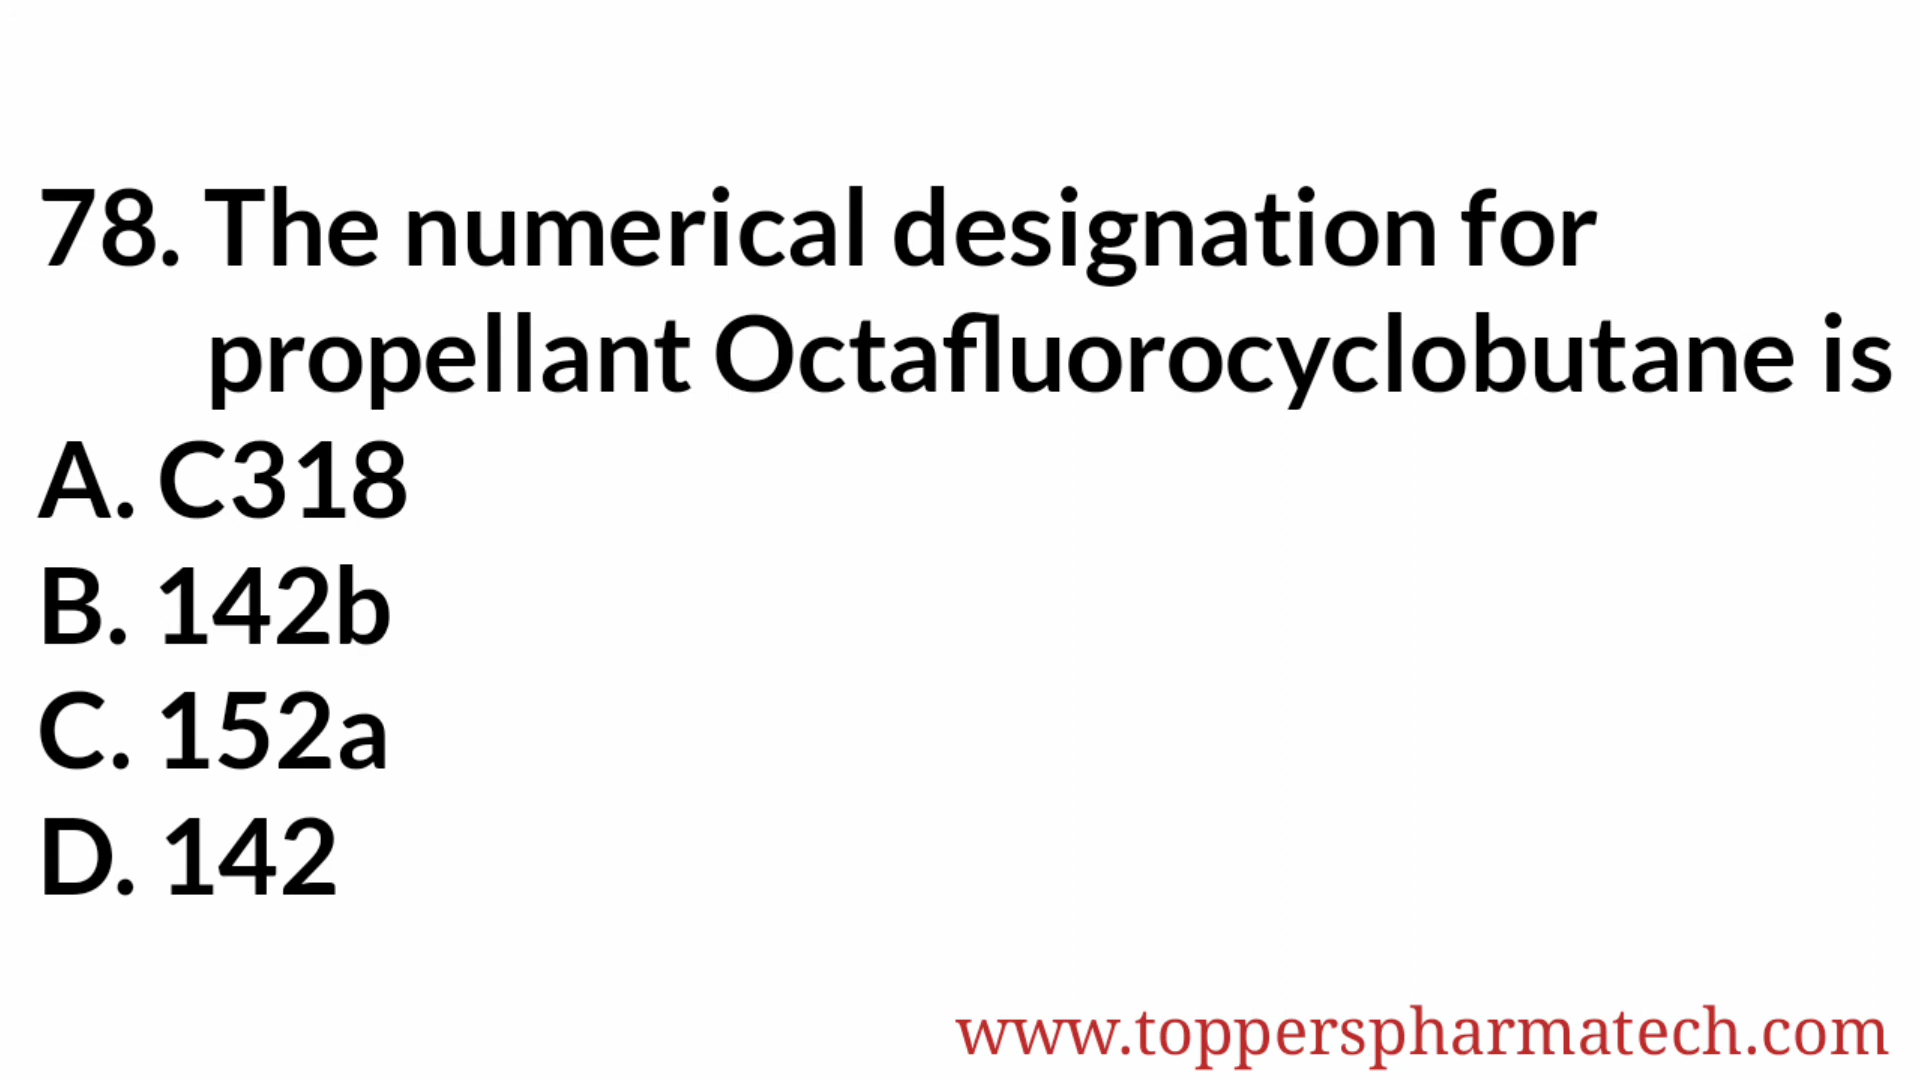 78. The numerical designation for
propellant Octafluorocyclobutane is
A. C318
B. 142b
C. 152a
D. 142
www.topperspharmatech.com